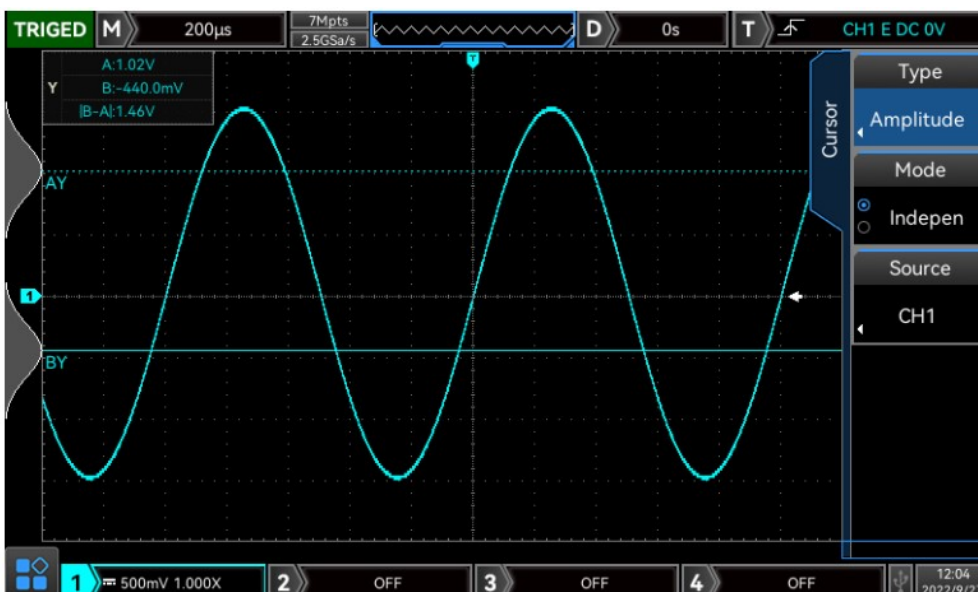 TRIGED M 200µs 7Mpts D 0s T CH1 E DC 0V
2.5GSa/s
T
A:1.02V
Y B:-440.0mV
|B-A|:1.46V
AY
1
BY
Cursor
Type
Amplitude
Mode
Indepen
Source
CH1
1 500mV 1.000X 2 OFF 3 OFF 4 OFF 12:04